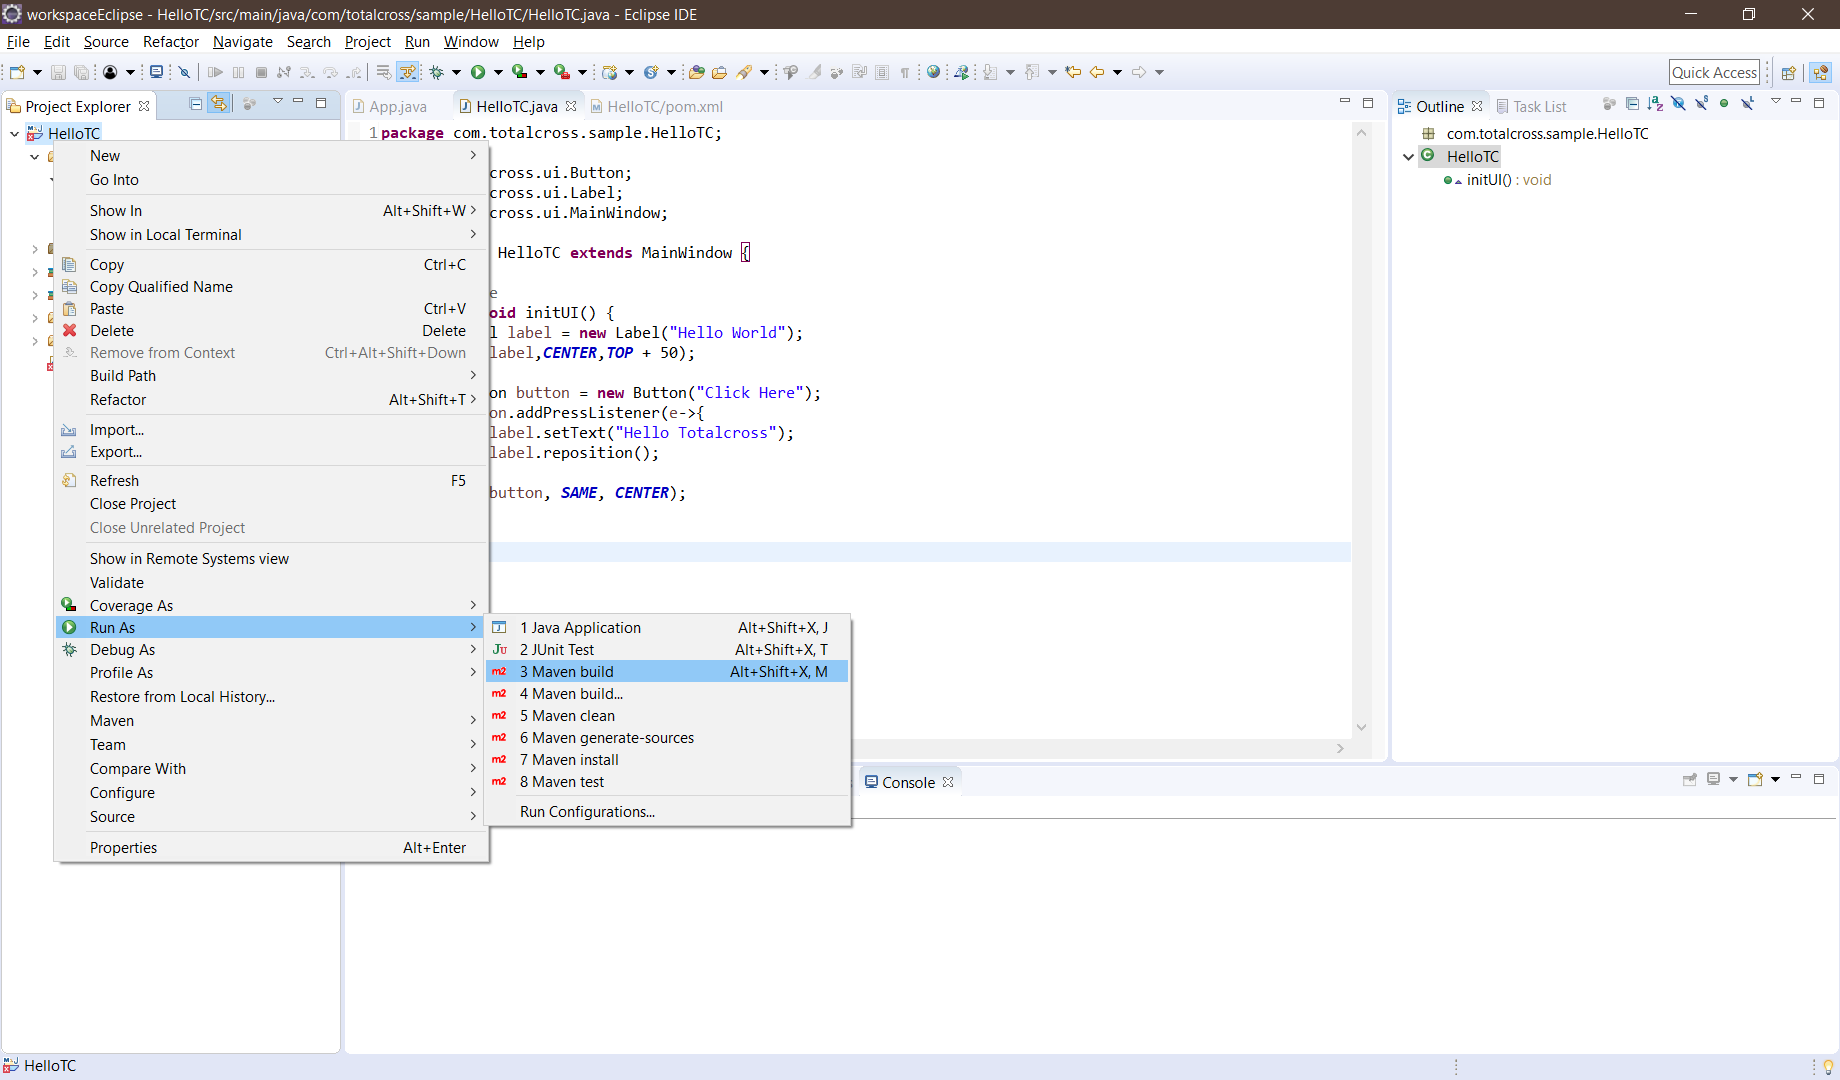 workspaceEclipse - HelloTC/src/main/java/com/totalcross/sample/HelloTC/HelloTC.java - Eclipse IDE
File Edit Source Refactor Navigate Search Project Run Window Help
Quick Access
Project Explorer
HelloTC
New
Go Into
Show In Alt+Shift+W
Show in Local Terminal
Copy Ctrl+C
Copy Qualified Name
Paste Ctrl+V
Delete Delete
Remove from Context Ctrl+Alt+Shift+Down
Build Path
Refactor Alt+Shift+T
Import...
Export...
Refresh F5
Close Project
Close Unrelated Project
Show in Remote Systems view
Validate
Coverage As
Run As
Debug As
Profile As
Restore from Local History...
Maven
Team
Compare With
Configure
Source
Properties Alt+Enter
1 Java Application Alt+Shift+X, J
2 JUnit Test Alt+Shift+X, T
3 Maven build Alt+Shift+X, M
4 Maven build...
5 Maven clean
6 Maven generate-sources
7 Maven install
8 Maven test
Run Configurations...
App.java HelloTC.java HelloTC/pom.xml
1 package com.totalcross.sample.HelloTC;
cross.ui.Button;
cross.ui.Label;
cross.ui.MainWindow;
HelloTC extends MainWindow {
e
oid initUI() {
l label = new Label("Hello World");
label,CENTER,TOP + 50);
on button = new Button("Click Here");
on.addPressListener(e->{
label.setText("Hello Totalcross");
label.reposition();
button, SAME, CENTER);
Outline Task List
com.totalcross.sample.HelloTC
HelloTC
initUI() : void
Console
HelloTC